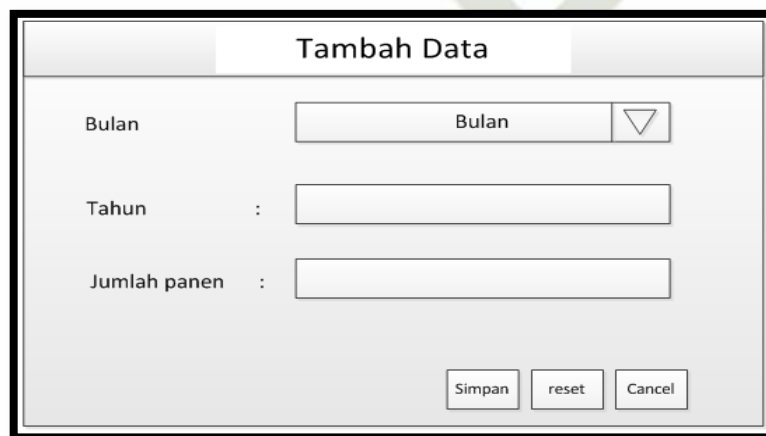 Tambah Data
Bulan Bulan
Tahun :
Jumlah panen :
Simpan reset Cancel